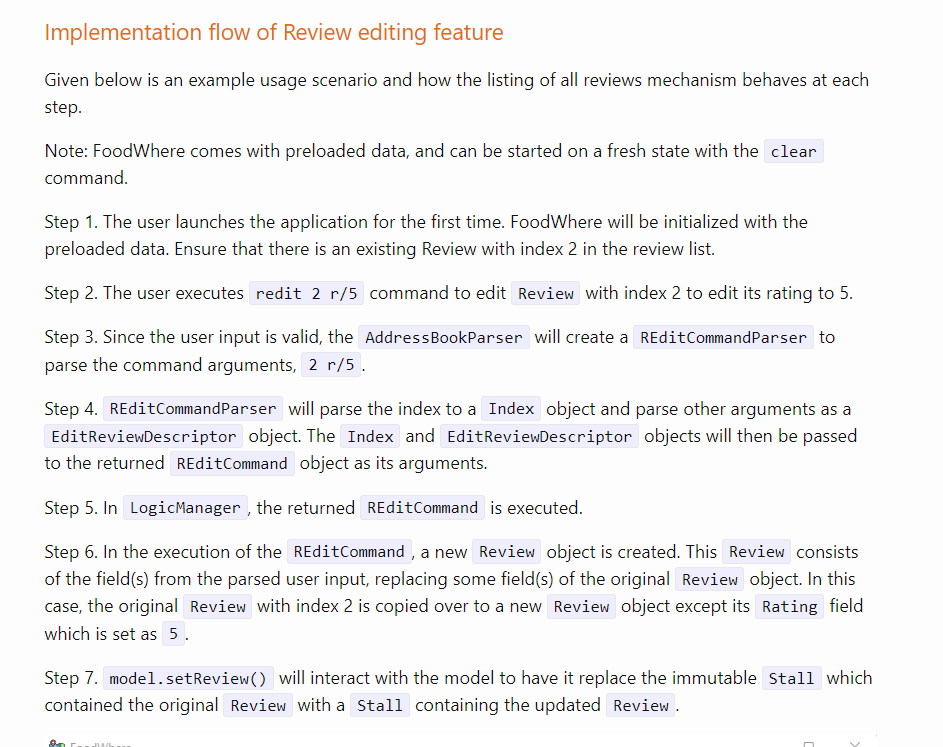 Implementation flow of Review editing feature
Given below is an example usage scenario and how the listing of all reviews mechanism behaves at each
step.
Note: FoodWhere comes with preloaded data, and can be started on a fresh state with the clear
command.
Step 1. The user launches the application for the first time. FoodWhere will be initialized with the
preloaded data. Ensure that there is an existing Review with index 2 in the review list.
Step 2. The user executes redit 2 r/5 command to edit Review with index 2 to edit its rating to 5.
Step 3. Since the user input is valid, the AddressBookParser will create a REditCommandParser to
parse the command arguments, 2 r/5 .
Step 4. REditCommandParser will parse the index to a Index object and parse other arguments as a
EditReviewDescriptor object. The Index and EditReviewDescriptor objects will then be passed
to the returned REditCommand object as its arguments.
Step 5. In LogicManager , the returned REditCommand is executed.
Step 6. In the execution of the REditCommand , a new Review object is created. This Review consists
of the field(s) from the parsed user input, replacing some field(s) of the original Review object. In this
case, the original Review with index 2 is copied over to a new Review object except its Rating field
which is set as 5 .
Step 7. model.setReview() will interact with the model to have it replace the immutable Stall which
contained the original Review with a Stall containing the updated Review .
FoodWhere